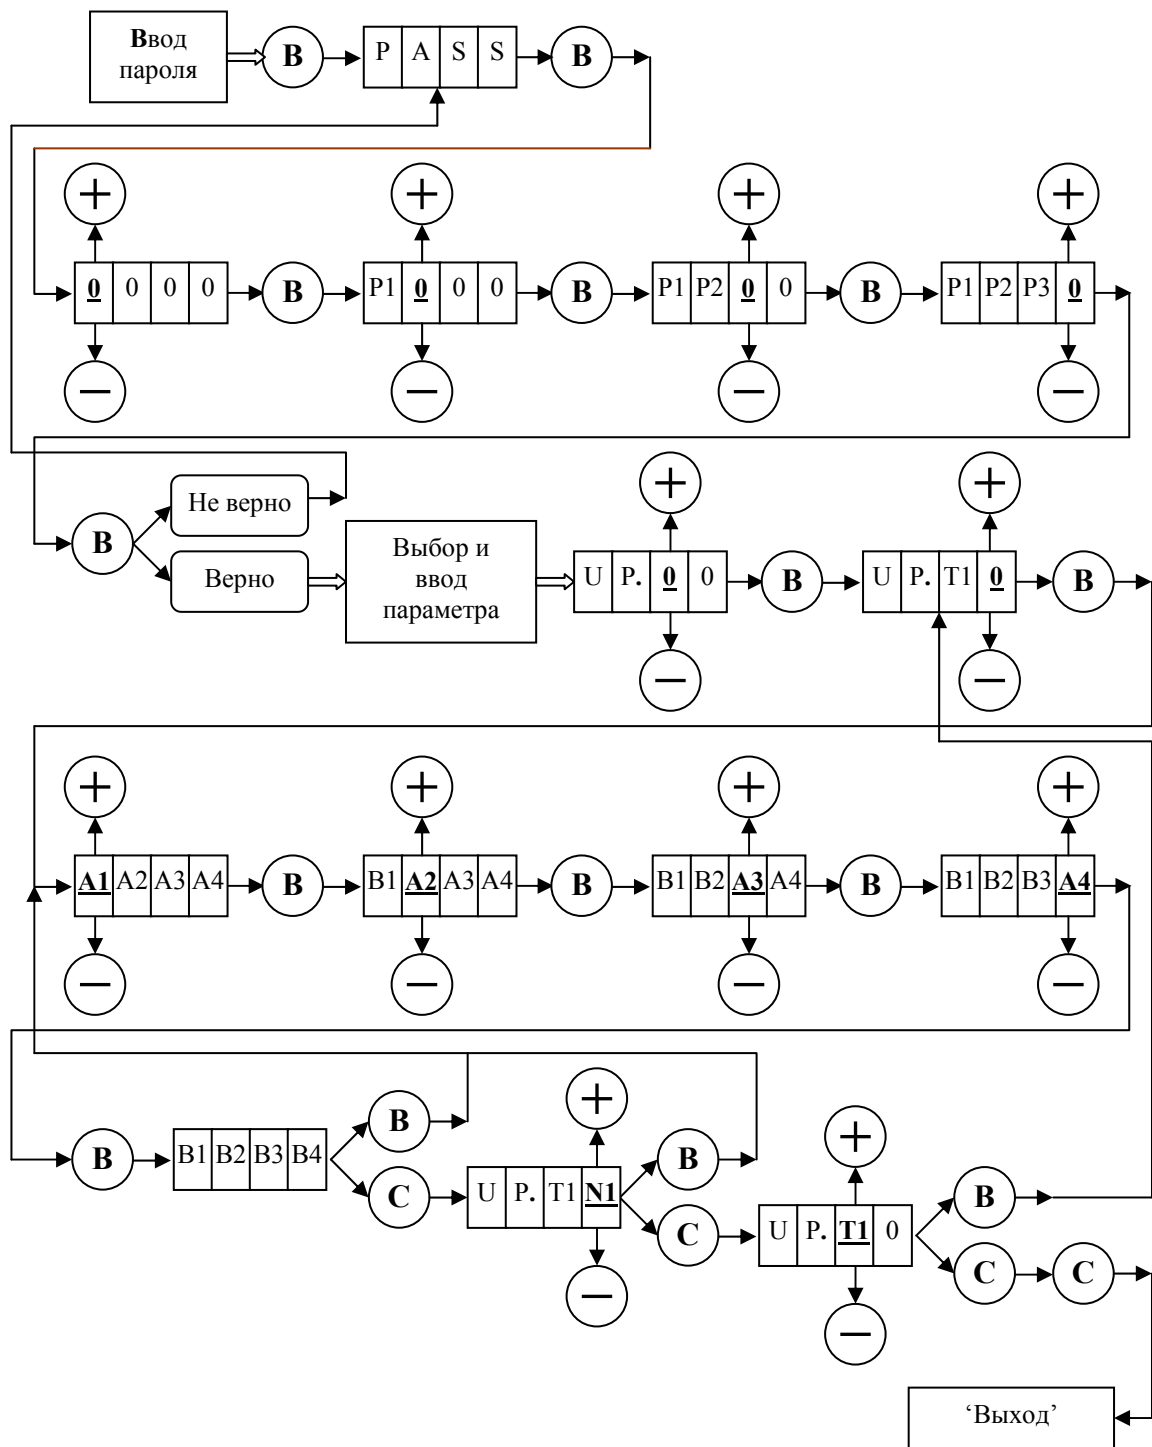 Ввод
пароля
В
P A S S
В
+ + + +
0 0 0 0
В
P1 0 0 0
В
P1 P2 0 0
В
P1 P2 P3 0
− − − −
В
Не верно
Верно
Выбор и
ввод
параметра
+ +
U P. 0 0
В
U P. T1 0
В
− −
+ + + +
A1 A2 A3 A4
В
B1 A2 A3 A4
В
B1 B2 A3 A4
В
B1 B2 B3 A4
− − − −
В
B1 B2 B3 B4
В
С
+
U P. T1 N1
−
В
С
+
U P. T1 0
−
В
С
С
‘Выход’